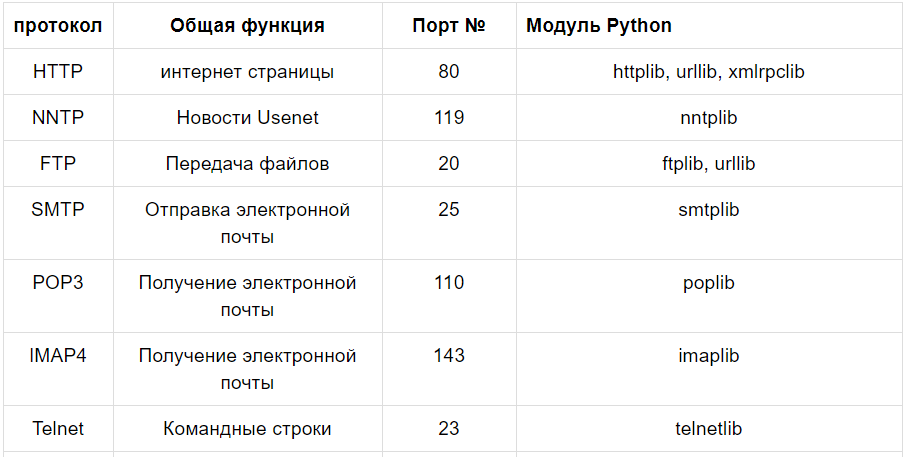 протокол Общая функция Порт № Модуль Python
HTTP интернет страницы 80 httplib, urllib, xmlrpclib
NNTP Новости Usenet 119 nntplib
FTP Передача файлов 20 ftplib, urllib
SMTP Отправка электронной почты 25 smtplib
POP3 Получение электронной почты 110 poplib
IMAP4 Получение электронной почты 143 imaplib
Telnet Командные строки 23 telnetlib